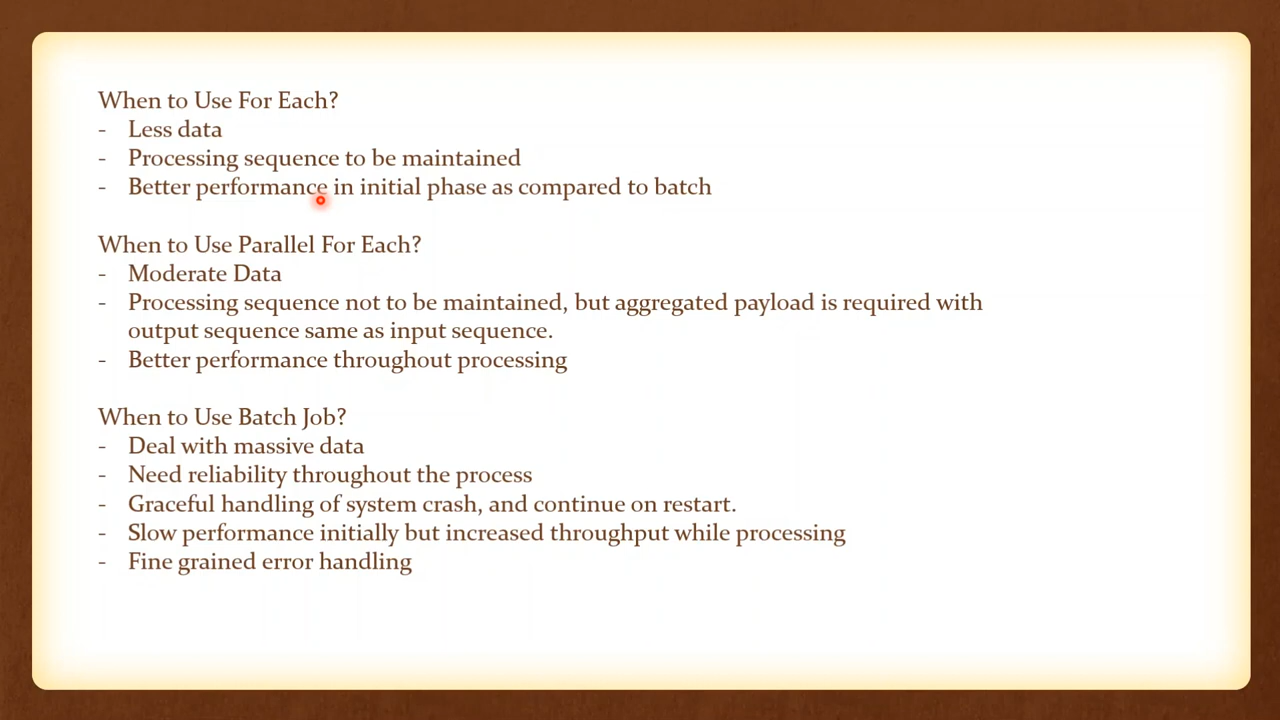 When to Use For Each?
- Less data
- Processing sequence to be maintained
- Better performance in initial phase as compared to batch
When to Use Parallel For Each?
- Moderate Data
- Processing sequence not to be maintained, but aggregated payload is required with
output sequence same as input sequence.
- Better performance throughout processing
When to Use Batch Job?
- Deal with massive data
- Need reliability throughout the process
- Graceful handling of system crash, and continue on restart.
- Slow performance initially but increased throughput while processing
- Fine grained error handling